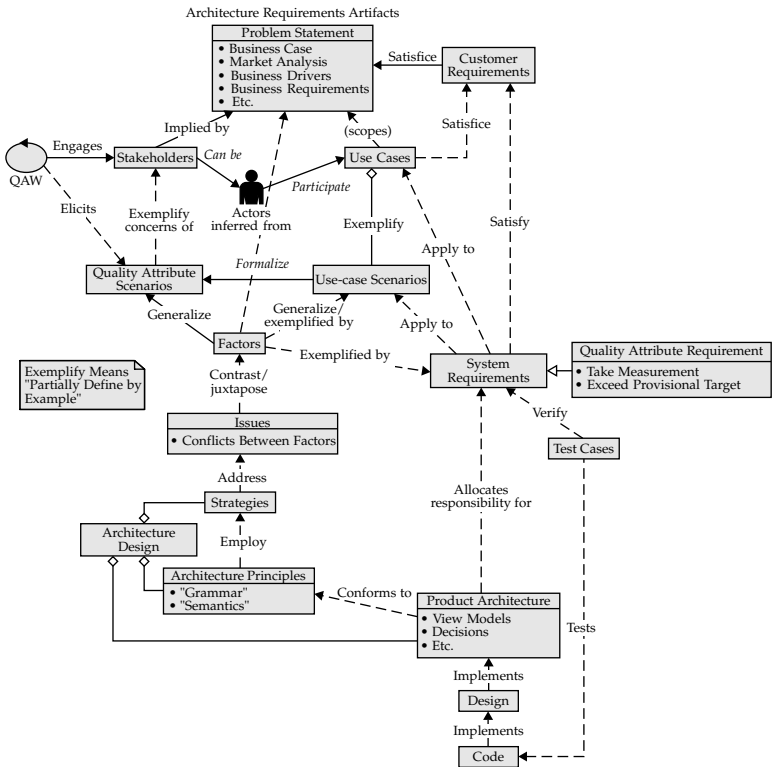 Architecture Requirements Artifacts
Problem Statement
• Business Case
• Market Analysis
• Business Drivers
• Business Requirements
• Etc.
Satisfice
Customer
Requirements
Implied by
(scopes)
Satisfice
Engages
Stakeholders
Can be
Use Cases
QAW
Participate
Elicits
Exemplify
concerns of
Actors
inferred from
Exemplify
Satisfy
Apply to
Formalize
Quality Attribute
Scenarios
Use-case Scenarios
Generalize
Generalize/
exemplified by
Apply to
Factors
Exemplified by
System
Requirements
Quality Attribute Requirement
• Take Measurement
• Exceed Provisional Target
Exemplify Means
"Partially Define by
Example"
Contrast/
juxtapose
Issues
• Conflicts Between Factors
Verify
Test Cases
Address
Strategies
Allocates
responsibility for
Architecture
Design
Employ
Architecture Principles
• "Grammar"
• "Semantics"
Conforms to
Product Architecture
• View Models
• Decisions
• Etc.
Tests
Implements
Design
Implements
Code